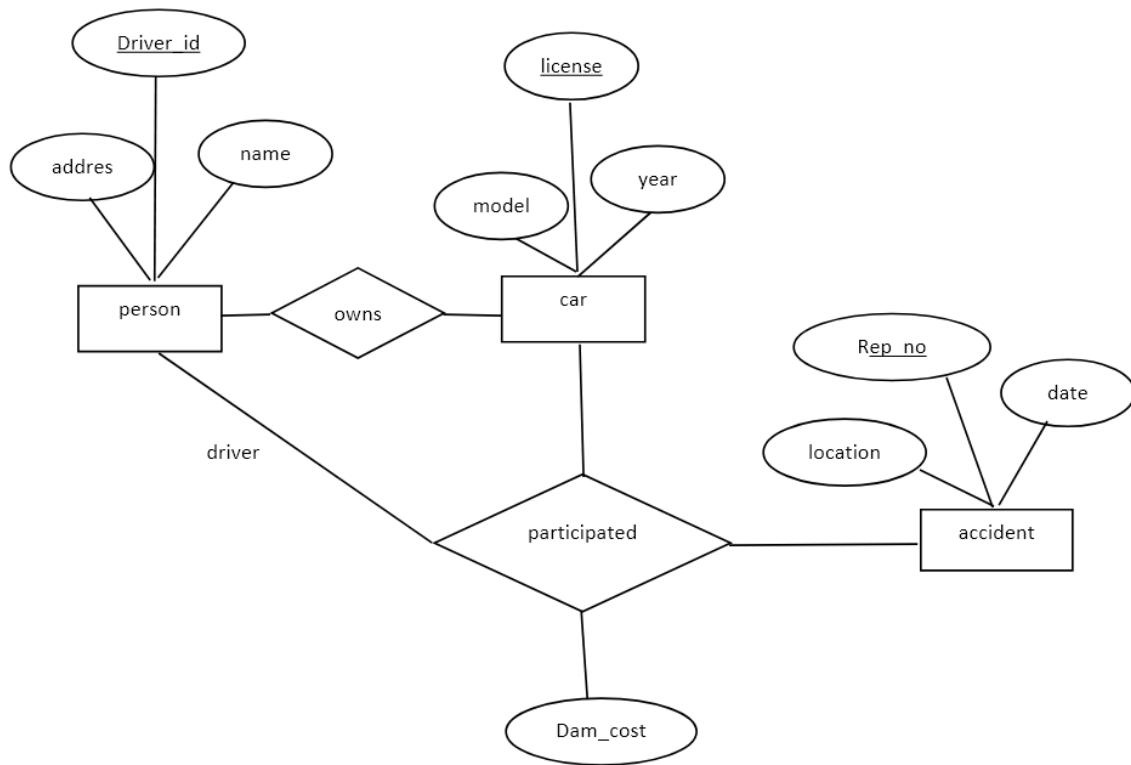 Driver_id
license
addres
name
model
year
person
owns
car
Rep_no
date
driver
location
participated
accident
Dam_cost